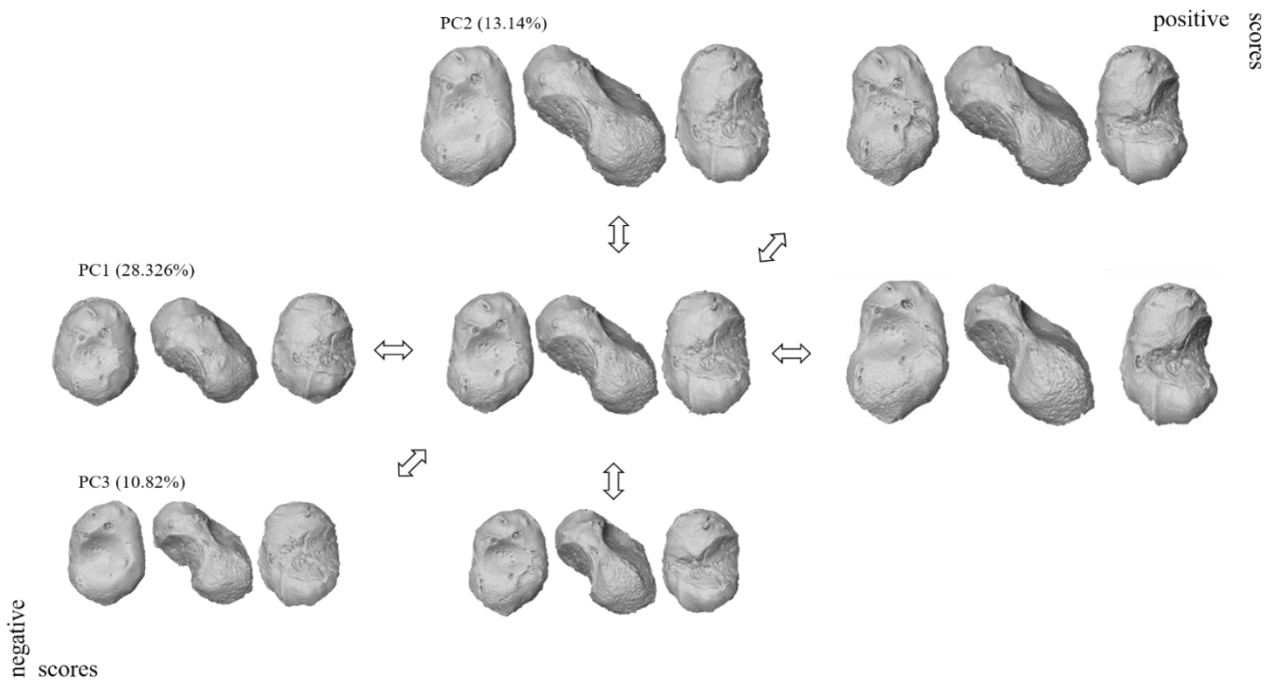 PC2 (13.14%)
positive
scores
PC1 (28.326%)
PC3 (10.82%)
negative
scores